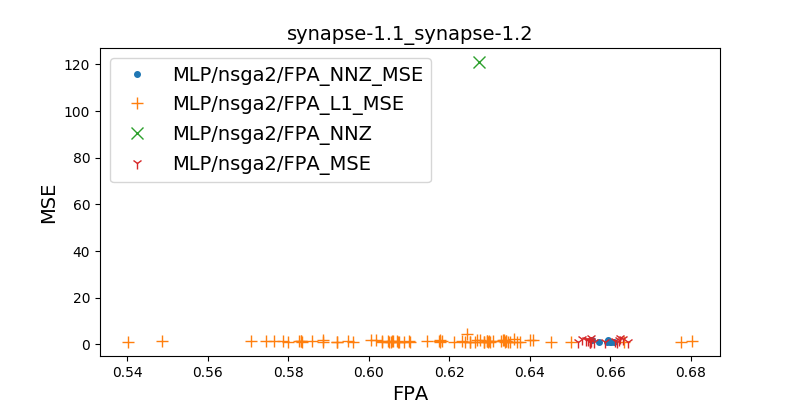 synapse-1.1_synapse-1.2
MLP/nsga2/FPA_NNZ_MSE
MLP/nsga2/FPA_L1_MSE
MLP/nsga2/FPA_NNZ
MLP/nsga2/FPA_MSE
MSE
120
100
80
60
40
20
0
0.54 0.56 0.58 0.60 0.62 0.64 0.66 0.68
FPA